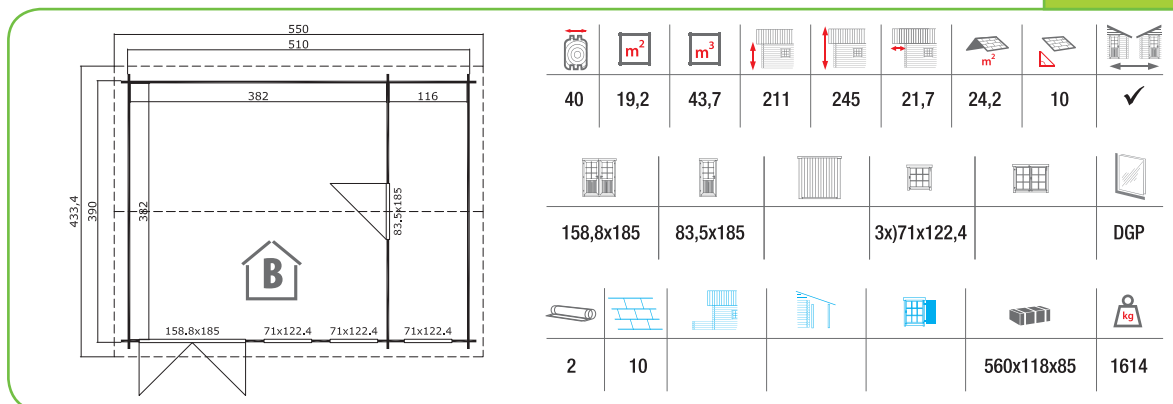 550
510
382
116
433,4
390
382
83.5x185
B
158.8x185
71x122.4
71x122.4
71x122.4
m²
m³
m²
40
19,2
43,7
211
245
21,7
24,2
10
✓
158,8x185
83,5x185
3x)71x122,4
DGP
kg
2
10
560x118x85
1614